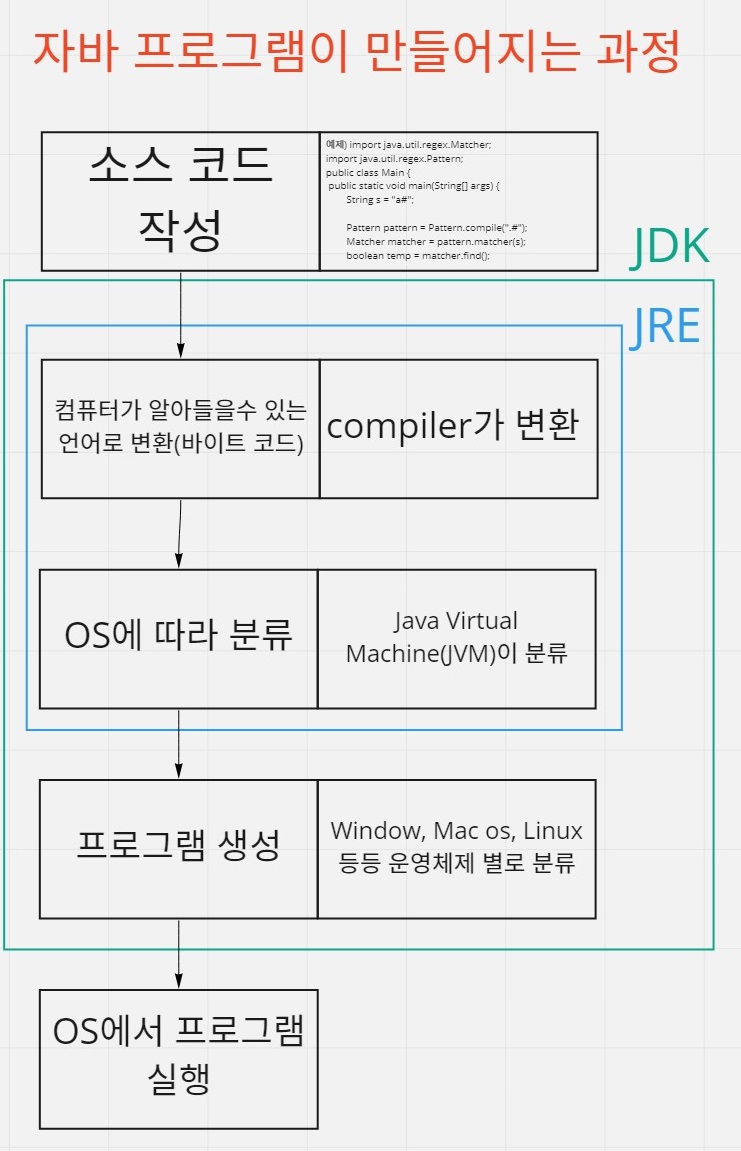 자바 프로그램이 만들어지는 과정
소스 코드
작성
예제) import java.util.regex.Matcher;
import java.util.regex.Pattern;
public class Main {
public static void main(String[] args) {
String s = "a#";
Pattern pattern = Pattern.compile(".#");
Matcher matcher = pattern.matcher(s);
boolean temp = matcher.find();
JDK
JRE
컴퓨터가 알아들을수 있는
언어로 변환(바이트 코드)
compiler가 변환
OS에 따라 분류
Java Virtual
Machine(JVM)이 분류
프로그램 생성
Window, Mac os, Linux
등등 운영체제 별로 분류
OS에서 프로그램
실행